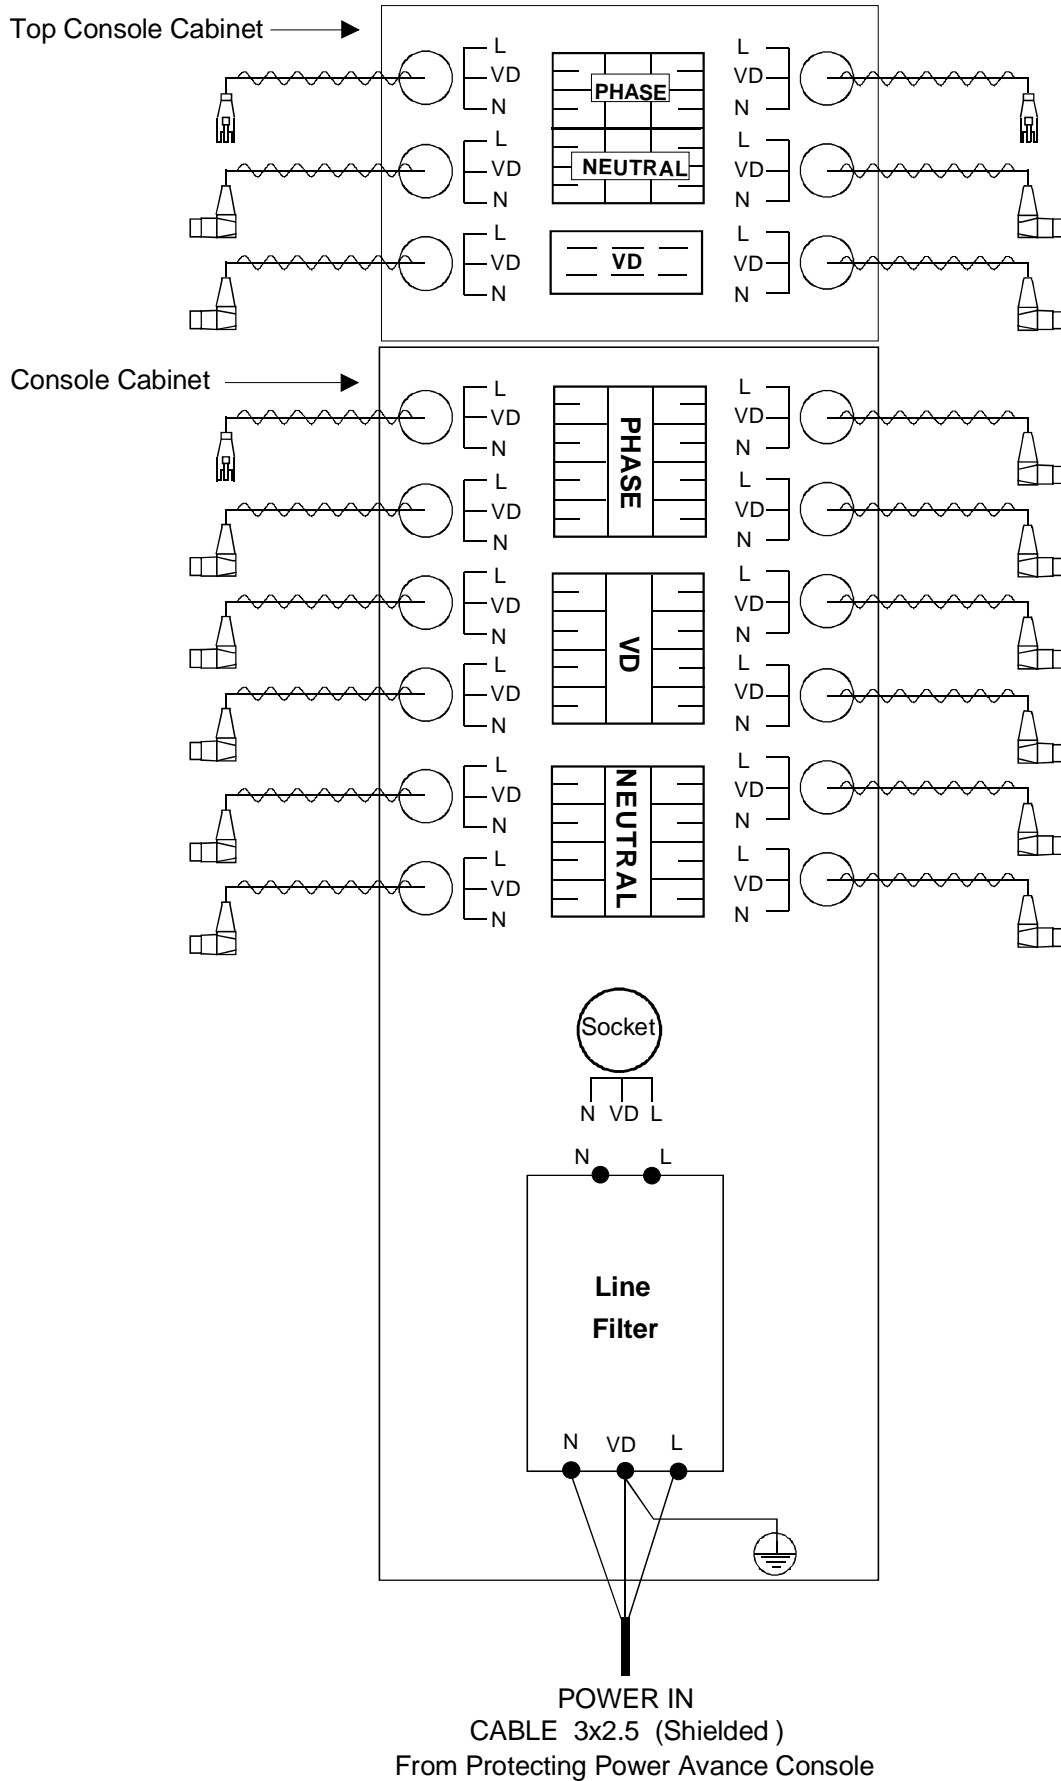 Top Console Cabinet
L
VD
N
PHASE
L
VD
N
L
VD
N
NEUTRAL
L
VD
N
L
VD
N
VD
L
VD
N
Console Cabinet
L
VD
N
PHASE
L
VD
N
L
VD
N
L
VD
N
L
VD
N
VD
L
VD
N
L
VD
N
L
VD
N
L
VD
N
NEUTRAL
L
VD
N
L
VD
N
L
VD
N
Socket
N VD L
N L
Line
Filter
N VD L
POWER IN
CABLE 3x2.5 (Shielded )
From Protecting Power Avance Console